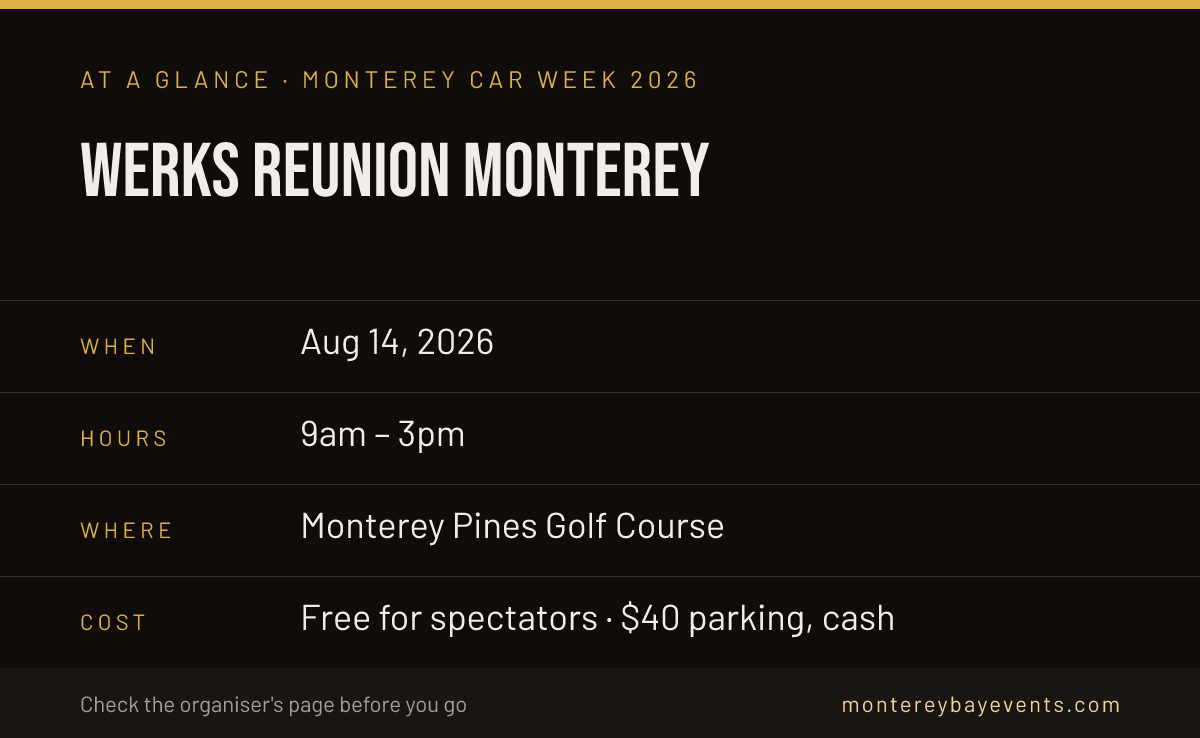 AT A GLANCE · MONTEREY CAR WEEK 2026
WERKS REUNION MONTEREY
WHEN Aug 14, 2026
HOURS 9am – 3pm
WHERE Monterey Pines Golf Course
COST Free for spectators · $40 parking, cash
Check the organiser's page before you go montereybayevents.com